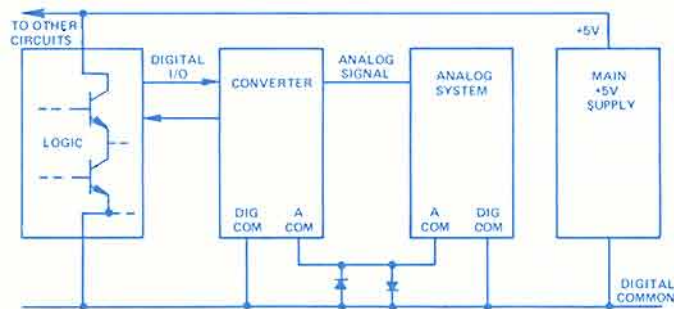 TO OTHER
CIRCUITS
+5V
DIGITAL
I/O
CONVERTER
ANALOG
SIGNAL
ANALOG
SYSTEM
MAIN
+5V
SUPPLY
LOGIC
DIG
COM
A
COM
A
COM
DIG
COM
DIGITAL
COMMON